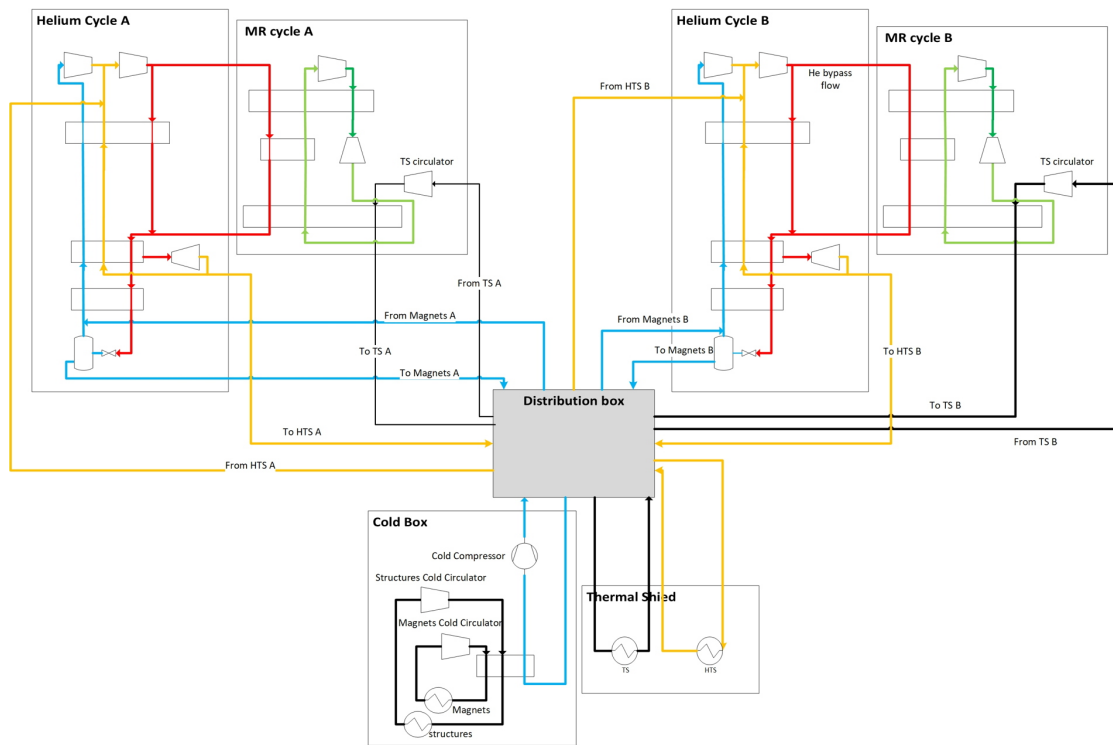 Helium Cycle A
MR cycle A
TS circulator
From TS A
From Magnets A
To TS A
To Magnets A
To HTS A
From HTS A
Helium Cycle B
MR cycle B
He bypass
flow
From HTS B
TS circulator
From Magnets B
To Magnets B
To HTS B
To TS B
From TS B
Distribution box
Cold Box
Cold Compressor
Structures Cold Circulator
Magnets Cold Circulator
Magnets
structures
Thermal Shied
TS
HTS